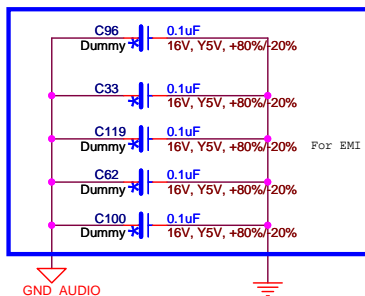 C96 0.1uF
Dummy 16V, Y5V, +80%/-20%
C33 0.1uF
Dummy 16V, Y5V, +80%/-20%
C119 0.1uF
Dummy 16V, Y5V, +80%/-20% For EMI
C62 0.1uF
Dummy 16V, Y5V, +80%/-20%
C100 0.1uF
Dummy 16V, Y5V, +80%/-20%
GND AUDIO